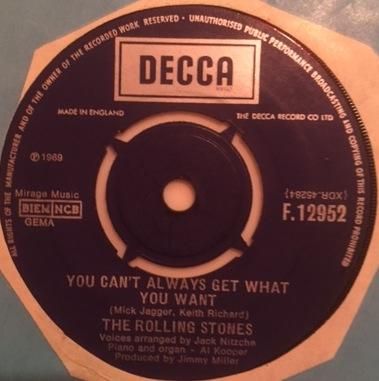 ALL RIGHTS OF THE MANUFACTURER AND OF THE OWNER OF THE RECORDED WORK RESERVED · UNAUTHORISED PUBLIC PERFORMANCE BROADCASTING AND COPYING OF THIS RECORD PROHIBITED
DECCA
MADE IN ENGLAND
THE DECCA RECORD CO LTD
Ⓟ 1969
Mirage Music
BIEM NCB
GEMA
(XDR.45284)
F.12952
YOU CAN'T ALWAYS GET WHAT
YOU WANT
(Mick Jagger, Keith Richard)
THE ROLLING STONES
Voices arranged by Jack Nitzche
Piano and organ - Al Kooper
Produced by Jimmy Miller